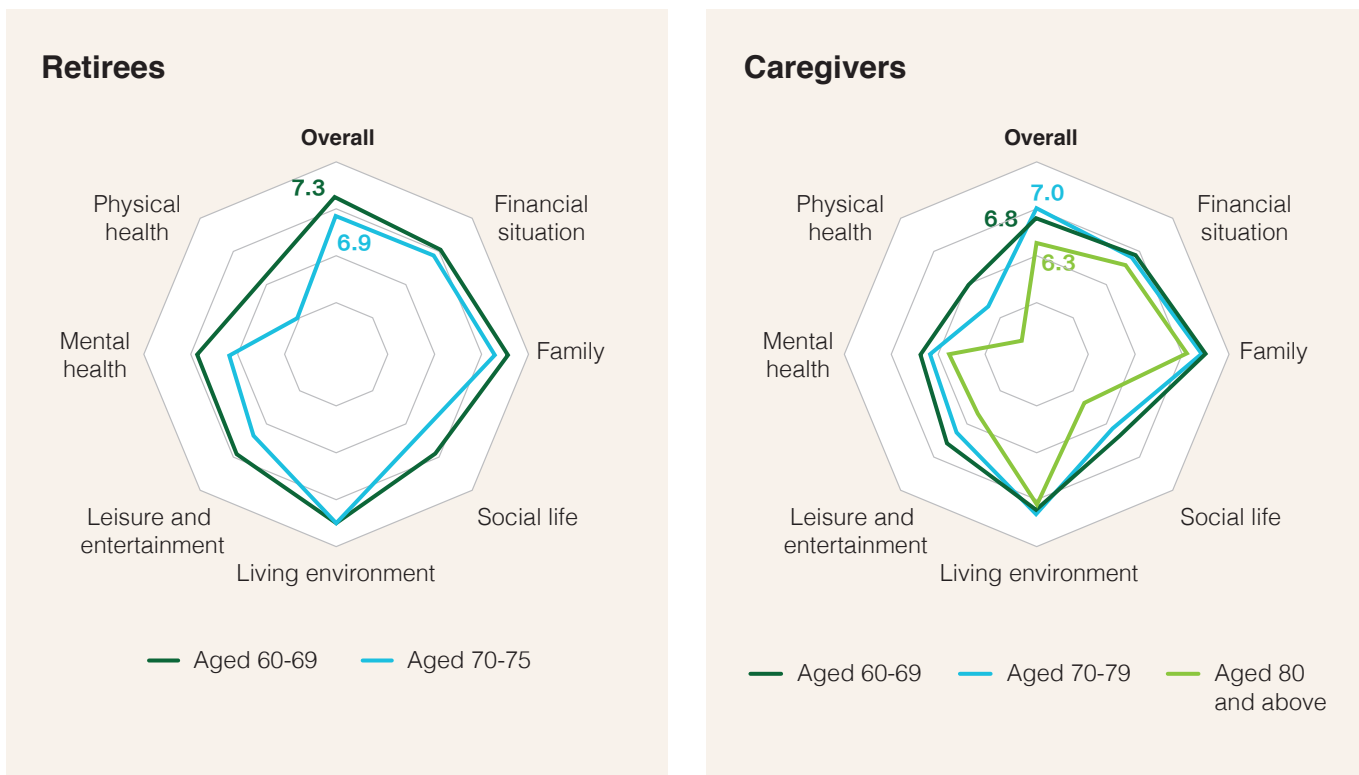 Retirees
Overall
7.3
6.9
Physical
health
Financial
situation
Mental
health
Family
Leisure and
entertainment
Social life
Living environment
Aged 60-69
Aged 70-75
Caregivers
Overall
7.0
6.8
6.3
Physical
health
Financial
situation
Mental
health
Family
Leisure and
entertainment
Social life
Living environment
Aged 60-69
Aged 70-79
Aged 80
and above